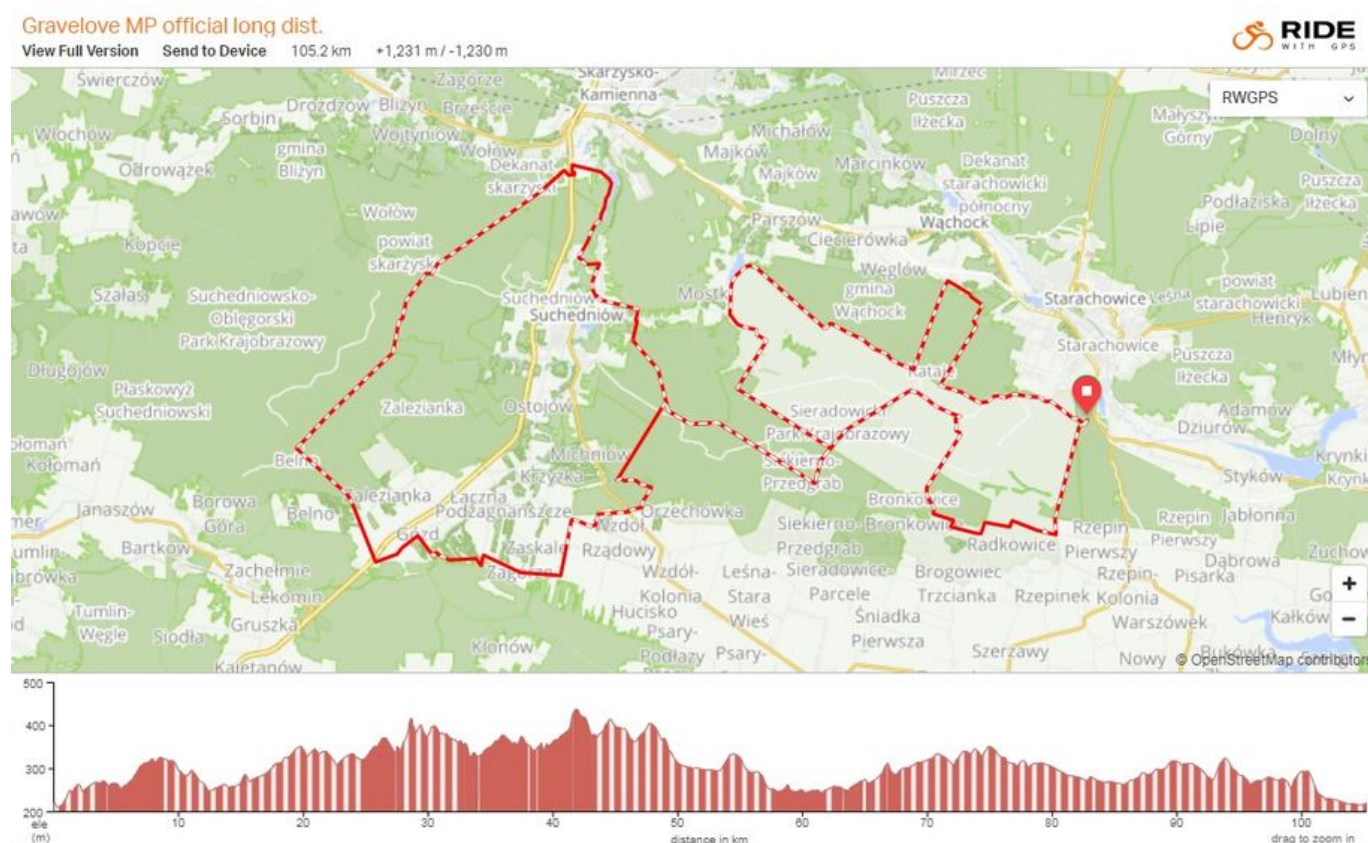 Gravelove MP official long dist.
View Full Version Send to Device 105.2 km +1,231 m / -1,230 m
RIDE
WITH GPS
RWGPS
Świerczów
Zagórze
Skarżysko-
Kamienna
Mirzec
Puszcza
Iłżecka
Małyszyn
Górny
Dolny
Drozdzów Bliżyn Brzeście
Sorbin
Wojtyniów
Włochów
gmina
Bliżyn
Wołów
Dekanat
skarżyski
Michałów
Majków
Majków
Marcinków
Dekanat
starachowicki
północny
Odrowążek
Puszcza
Iłżecka
Podłaziska
Lipie
Wołów
Parszów
Wąchock
Ciecierówka
Kopcie
powiat
skarżyski
Szałas
Suchedniowsko-
Oblęgorski
Park Krajobrazowy
Suchedniów
Suchedniów
Mostki
Węglów
gmina
Wąchock
Starachowice
Leśna
powiat
starachowicki
Lubien
Henryk
Starachowice
Puszcza
Iłżecka
Długojów
Rataje
Płaskowyż
Suchedniowski
Zalezianka
Ostojów
Sieradowicki
Park Krajobrazowy
Adamów
Dziurów
Kołomań
Kołomań
Belno
Michniów
Krzyżka
Siekierno-
Przedgrab
Styków
Krynki
Zalezianka
Łączna
Podzagnańszcze
Bronkowice
Janaszów
Borowa
Góra
Belno
Gózd
Wzdół
Orzechówka
Rządowy
Siekierno-
Przedgrab
Bronkowice
Rzepin
Pierwszy
Rzepin
Pierwszy
Jabłonna
Bartków
Zaskale
Radkowice
Dąbrowa
Zachełmie
Zagórze
Wzdół-
Kolonia
Leśna-
Stara
Wieś
Sieradowice-
Parcele
Brogowiec
Trzcianka
Rzepin-
Kolonia
Rzepinek
Pisarka
Lekomin
Tumlin-
Węgle
Siodła
Gruszka
Hucisko
Śniadka
Pierwsza
Warszówek
Kałków
Psary-
Podłazy
Psary-
Klonów
Szerzawy
Nowy
Bukówka
Kajetanów
+
−
© OpenStreetMap contributors
500
400
300
200
ele
(m)
10 20 30 40 50 60 70 80 90 100
distance in km
drag to zoom in